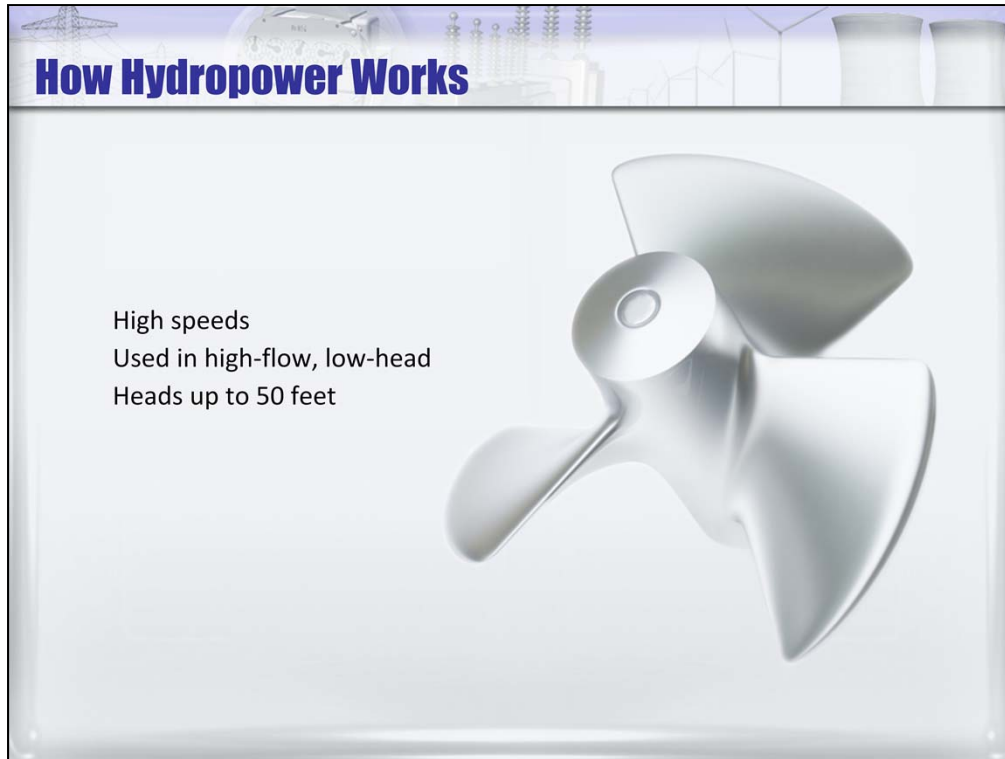 How Hydropower Works
High speeds
Used in high-flow, low-head
Heads up to 50 feet